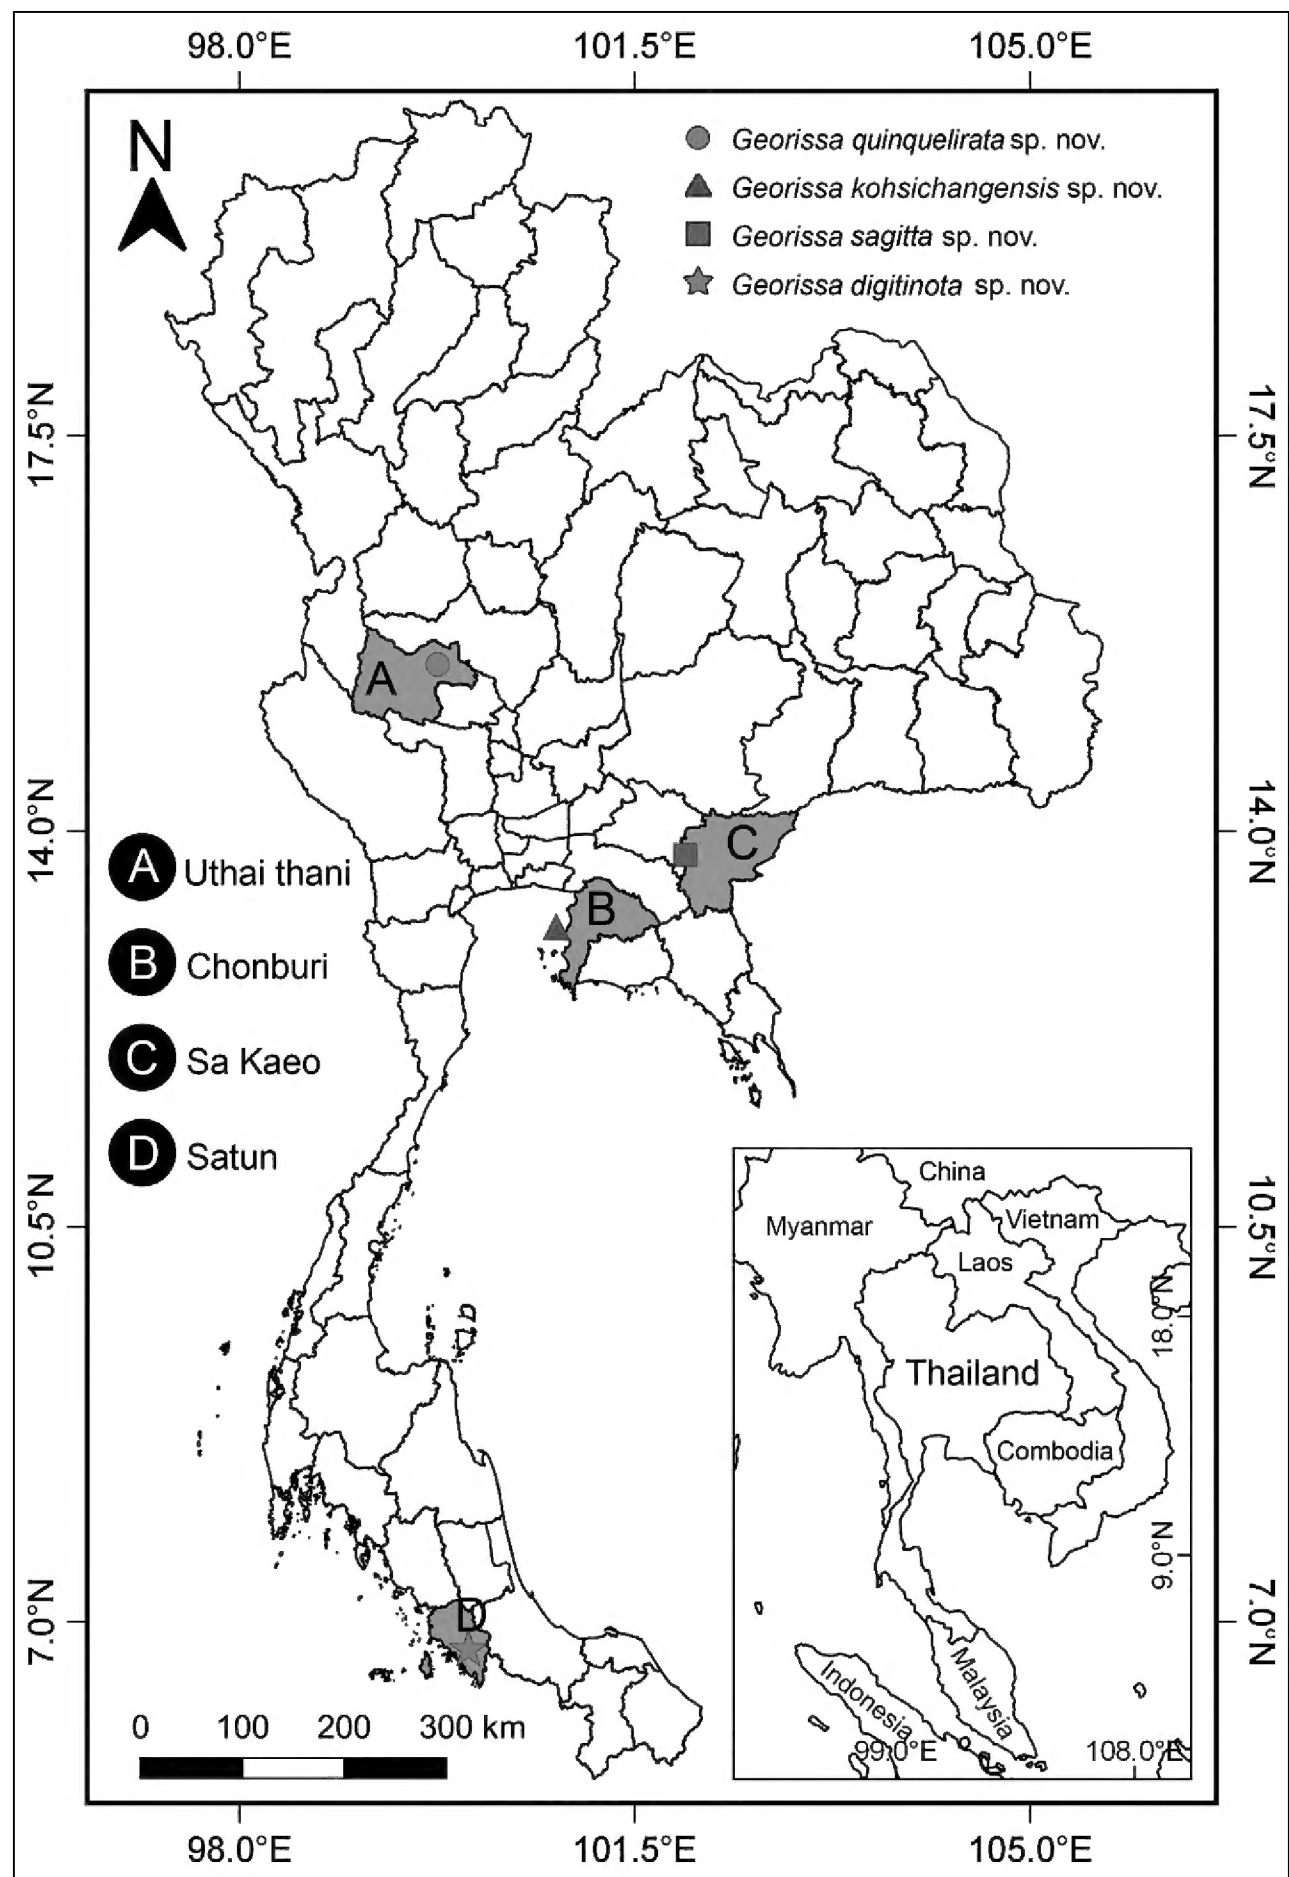 98.0°E 101.5°E 105.0°E
N
Georissa quinquelirata sp. nov.
Georissa kohsichangensis sp. nov.
Georissa sagitta sp. nov.
Georissa digitinota sp. nov.
17.5°N 17.5°N
A
14.0°N 14.0°N
C
B
A Uthai thani
B Chonburi
C Sa Kaeo
D Satun
10.5°N 10.5°N
China
Myanmar
Vietnam
Laos
18.0°N
Thailand
Combodia
9.0°N
7.0°N 7.0°N
D
Malaysia
Indonesia
99.0°E 108.0°E
0 100 200 300 km
98.0°E 101.5°E 105.0°E